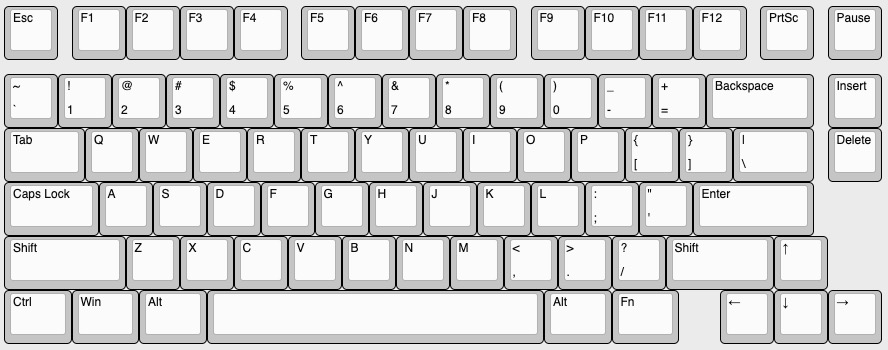 Esc F1 F2 F3 F4 F5 F6 F7 F8 F9 F10 F11 F12 PrtSc Pause
~ ! @ # $ % ^ & * ( ) _ + Backspace Insert
` 1 2 3 4 5 6 7 8 9 0 - =
Tab Q W E R T Y U I O P { } | Delete
[ ] \
Caps Lock A S D F G H J K L : " Enter
; '
Shift Z X C V B N M < > ? Shift ↑
, . /
Ctrl Win Alt Alt Fn ← ↓ →